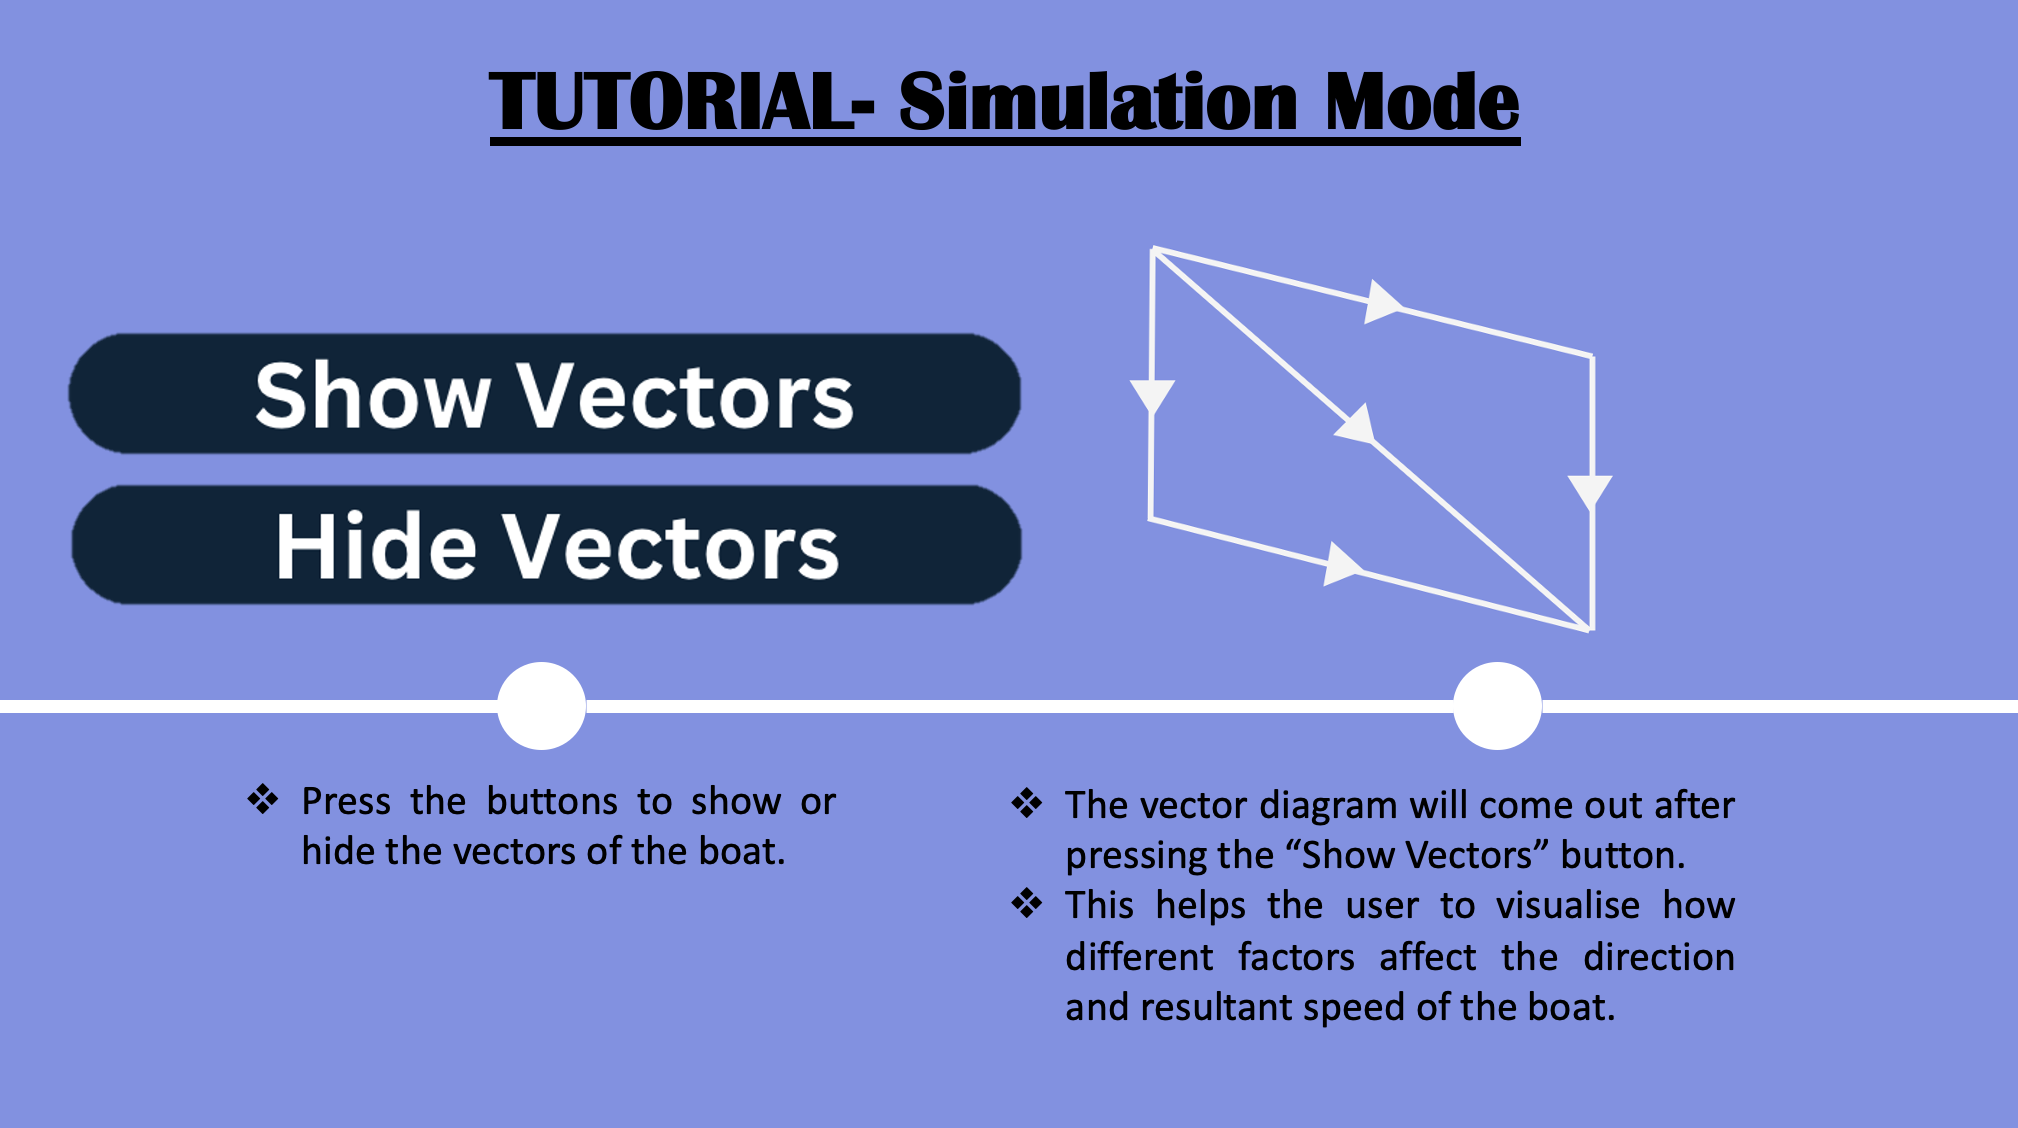 TUTORIAL- Simulation Mode
Show Vectors
Hide Vectors
❖ Press the buttons to show or
hide the vectors of the boat.
❖ The vector diagram will come out after
pressing the “Show Vectors” button.
❖ This helps the user to visualise how
different factors affect the direction
and resultant speed of the boat.